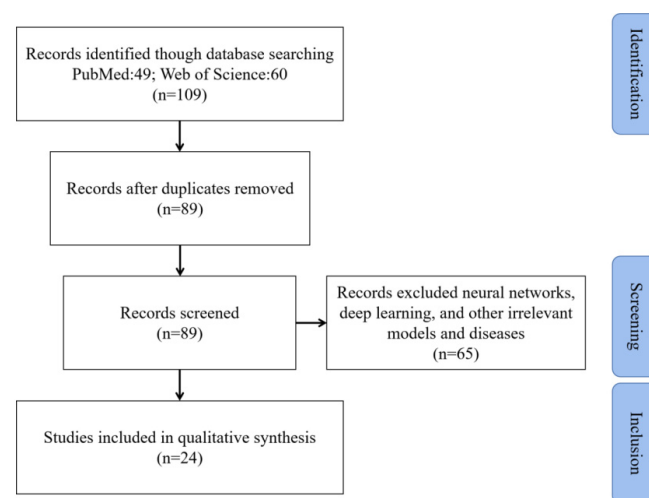 Records identified though database searching
PubMed:49; Web of Science:60
(n=109)
Identification
Records after duplicates removed
(n=89)
Records screened
(n=89)
Records excluded neural networks,
deep learning, and other irrelevant
models and diseases
(n=65)
Screening
Studies included in qualitative synthesis
(n=24)
Inclusion